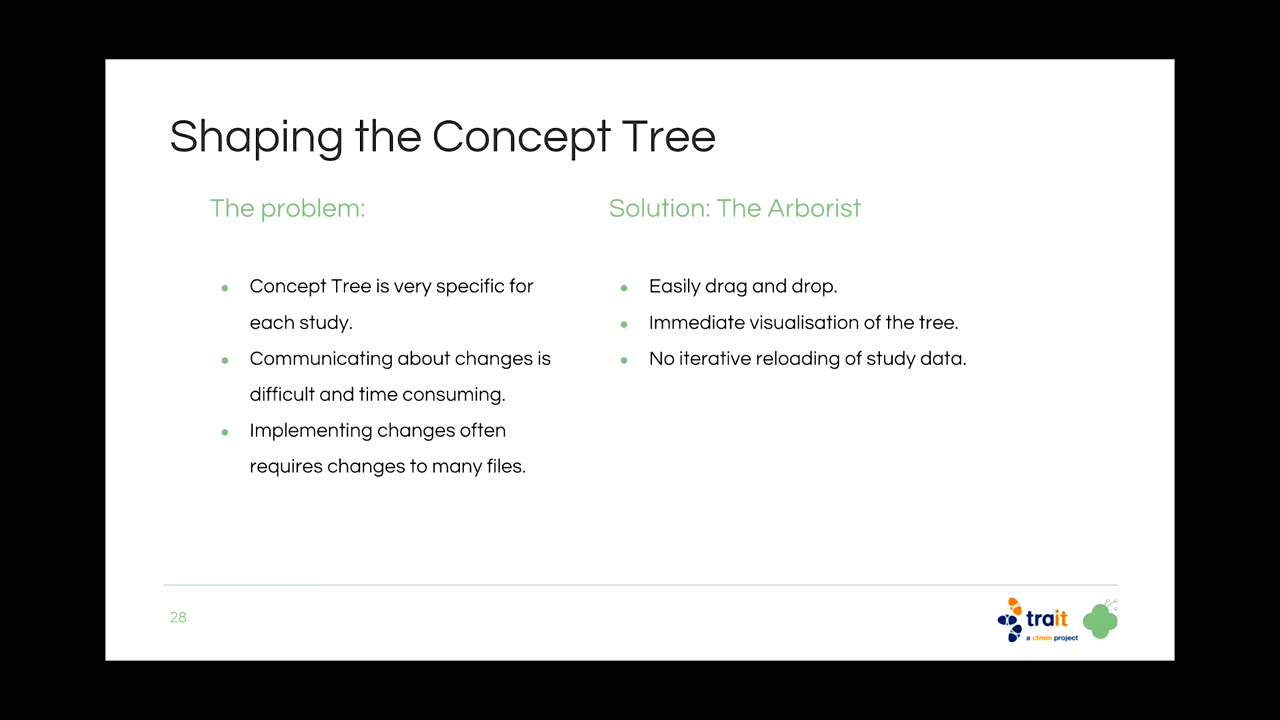 Shaping the Concept Tree
The problem:
Concept Tree is very specific for
each study.
Communicating about changes is
difficult and time consuming.
Implementing changes often
requires changes to many files.
Solution: The Arborist
Easily drag and drop.
Immediate visualisation of the tree.
No iterative reloading of study data.
28
trait
a ctmm project